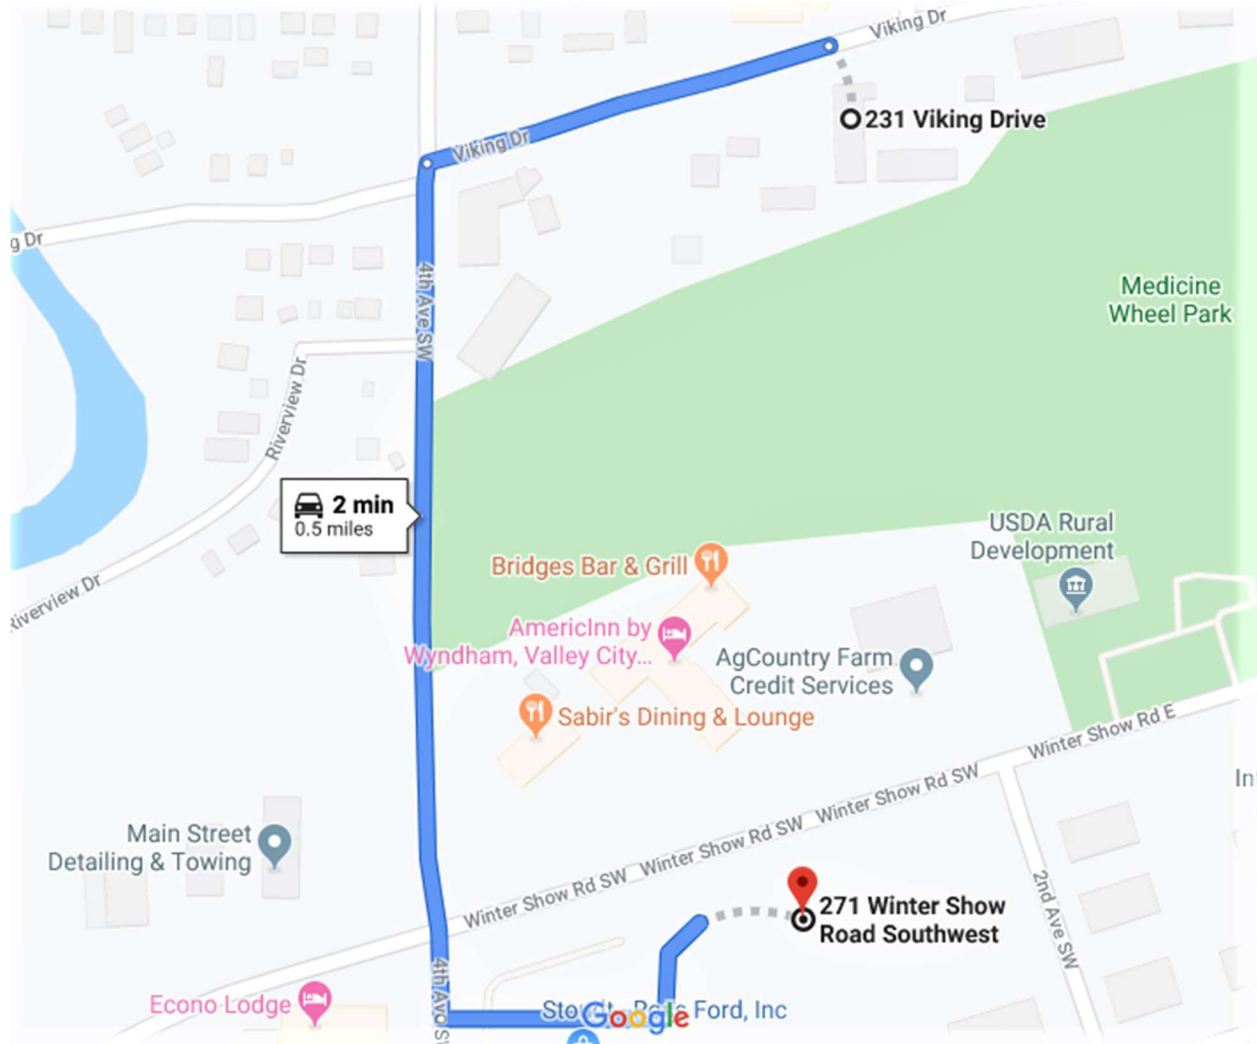 Viking Dr
231 Viking Drive
Viking Dr
g Dr
4th Ave SW
Medicine
Wheel Park
Riverview Dr
2 min
0.5 miles
USDA Rural
Development
Bridges Bar & Grill
Riverview Dr
AmericInn by
Wyndham, Valley City...
AgCountry Farm
Credit Services
Sabir's Dining & Lounge
Winter Show Rd E
Winter Show Rd SW
Winter Show Rd SW
Winter Show Rd SW
Main Street
Detailing & Towing
271 Winter Show
Road Southwest
2nd Ave SW
4th Ave S
Econo Lodge
Ford, Inc
Google